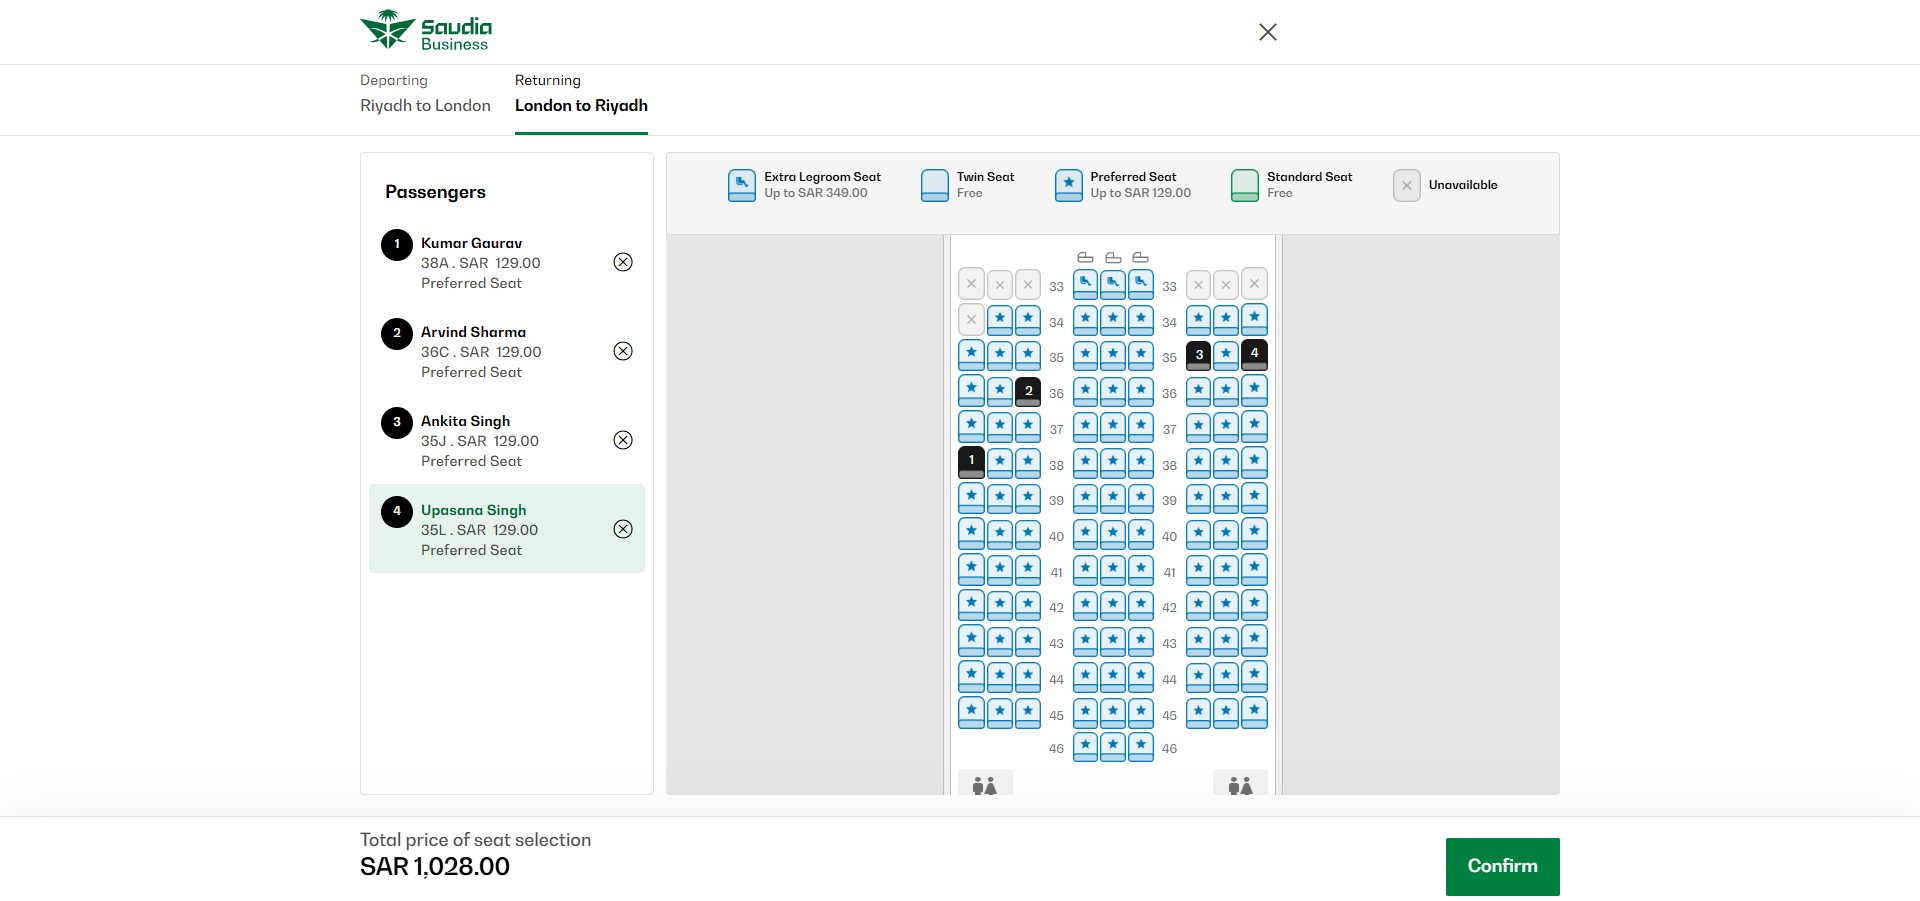 Saudia
Business
Departing
Riyadh to London
Returning
London to Riyadh
Passengers
1
Kumar Gaurav
38A . SAR 129.00
Preferred Seat
2
Arvind Sharma
36C . SAR 129.00
Preferred Seat
3
Ankita Singh
35J . SAR 129.00
Preferred Seat
4
Upasana Singh
35L . SAR 129.00
Preferred Seat
Extra Legroom Seat
Up to SAR 349.00
Twin Seat
Free
Preferred Seat
Up to SAR 129.00
Standard Seat
Free
Unavailable
33 33
34 34
35 35 3 4
2 36 36
37 37
1 38 38
39 39
40 40
41 41
42 42
43 43
44 44
45 45
46 46
Total price of seat selection
SAR 1,028.00
Confirm